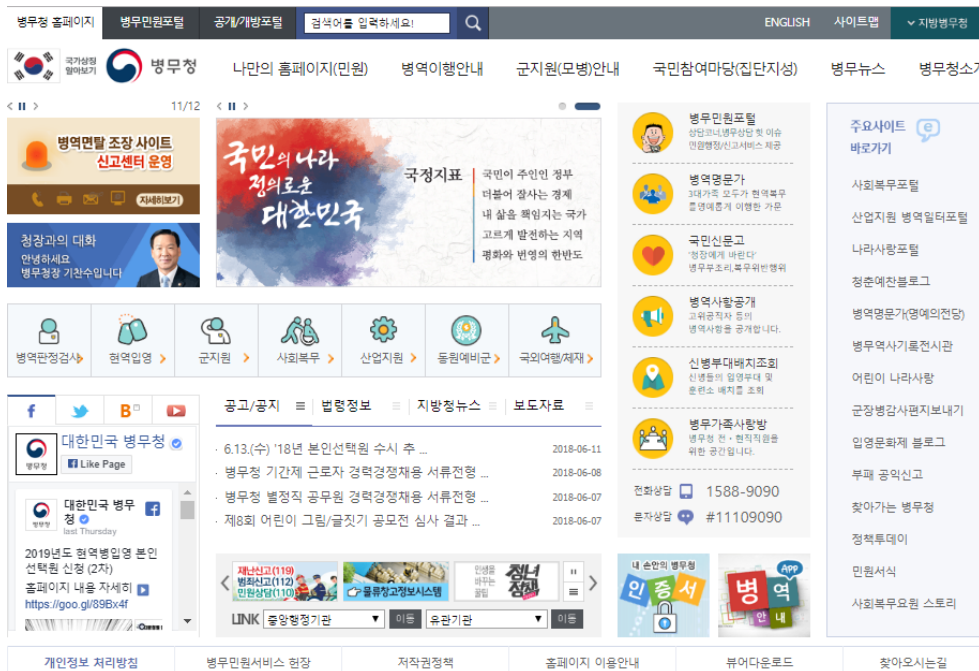 병무청 홈페이지
병무민원포털
공개/개방포털
검색어를 입력하세요!
ENGLISH
사이트맵
지방병무청
국가상징
알아보기
병무청
나만의 홈페이지(민원)
병역이행안내
군지원(모병)안내
국민참여마당(집단지성)
병무뉴스
병무청소개
11/12
병역면탈 조장 사이트
신고센터 운영
자세히보기
청장과의 대화
안녕하세요
병무청장 기찬수입니다
국민의 나라
정의로운
대한민국
국정지표
국민이 주인인 정부
더불어 잘사는 경제
내 삶을 책임지는 국가
고르게 발전하는 지역
평화와 번영의 한반도
병역판정검사
현역입영
군지원
사회복무
산업지원
동원예비군
국외여행/체재
대한민국 병무청
Like Page
병무청
대한민국 병무
청
last Thursday
2019년도 현역병입영 본인
선택원 신청 (2차)
홈페이지 내용 자세히
https://goo.gl/89Bx4f
공고/공지
법령정보
지방청뉴스
보도자료
6.13.(수) '18년 본인선택원 수시 추 ...
2018-06-11
병무청 기간제 근로자 경력경쟁채용 서류전형 ...
2018-06-08
병무청 별정직 공무원 경력경쟁채용 서류전형 ...
2018-06-07
제8회 어린이 그림/글짓기 공모전 심사 결과 ...
2018-06-07
재난신고(119)
범죄신고(112)
민원상담(110)
물류창고정보시스템
민생을
바꾸는
울림
청년
정책
LINK
중앙행정기관
이동
유관기관
이동
병무민원포털
상담코너,병무상담 핫 이슈
민원행정/신고서비스 제공
병역명문가
3대가족 모두가 현역복무
를명예롭게 이행한 가문
국민신문고
'청장에게 바란다'
병무부조리,복무위반행위
병역사항공개
고위공직자 등의
병역사항을 공개합니다.
신병부대배치조회
신병들의 입영부대 및
훈련소 배치를 조회
병무가족사랑방
병무청 전·현직직원을
위한 공간입니다.
전화상담
1588-9090
문자상담
#11109090
내 손안의 병무청
인증서
App
병역
안내
주요사이트
바로가기
사회복무포털
산업지원 병역일터포털
나라사랑포털
청춘예찬블로그
병역명문가(명예의전당)
병무역사기록전시관
어린이 나라사랑
군장병감사편지보내기
입영문화제 블로그
부패 공익신고
찾아가는 병무청
정책투데이
민원서식
사회복무요원 스토리
개인정보 처리방침
병무민원서비스 헌장
저작권정책
홈페이지 이용안내
뷰어다운로드
찾아오시는길